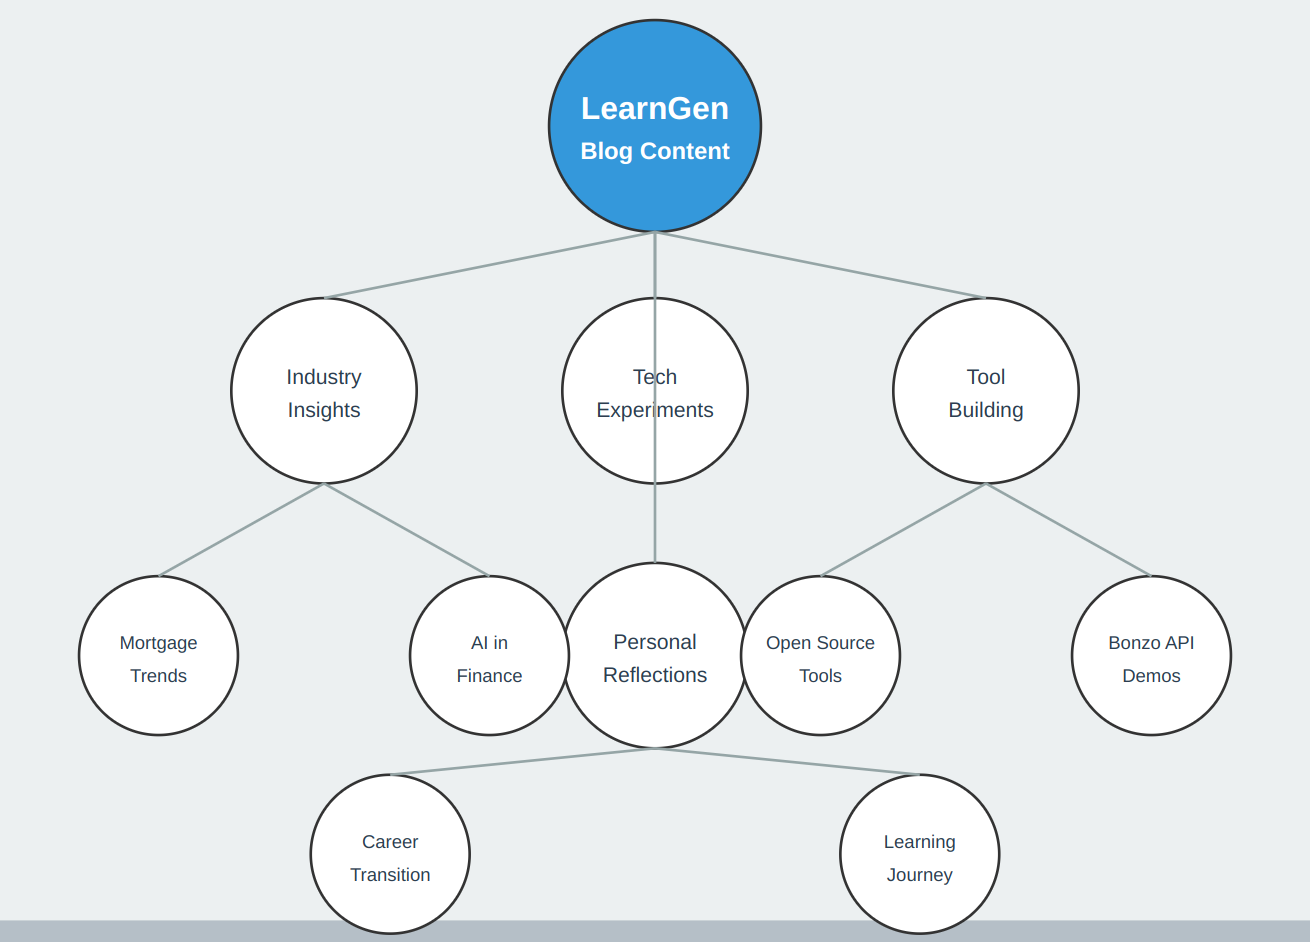 LearnGen
Blog Content
Industry
Insights
Tech
Experiments
Tool
Building
Mortgage
Trends
AI in
Finance
Personal
Reflections
Open Source
Tools
Bonzo API
Demos
Career
Transition
Learning
Journey